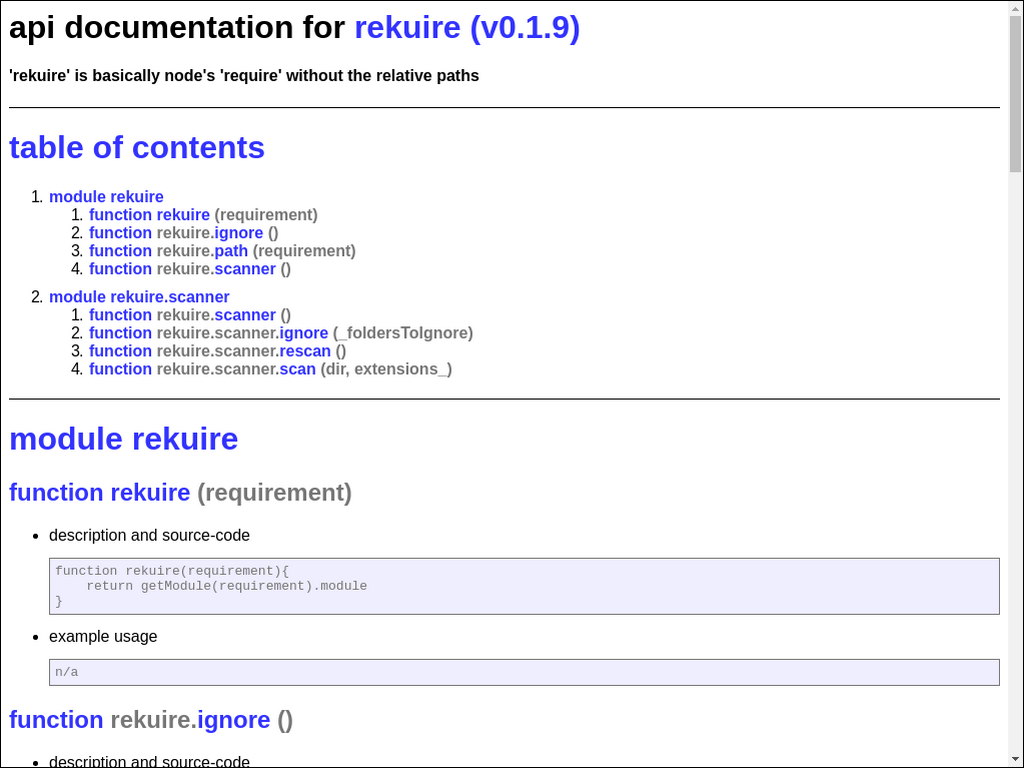 api documentation for rekuire (v0.1.9)
'rekuire' is basically node's 'require' without the relative paths
table of contents
1. module rekuire
1. function rekuire (requirement)
2. function rekuire.ignore ()
3. function rekuire.path (requirement)
4. function rekuire.scanner ()
2. module rekuire.scanner
1. function rekuire.scanner ()
2. function rekuire.scanner.ignore (_foldersToIgnore)
3. function rekuire.scanner.rescan ()
4. function rekuire.scanner.scan (dir, extensions_)
module rekuire
function rekuire (requirement)
• description and source-code
function rekuire(requirement){
    return getModule(requirement).module
}
• example usage
n/a
function rekuire.ignore ()
• description and source-code